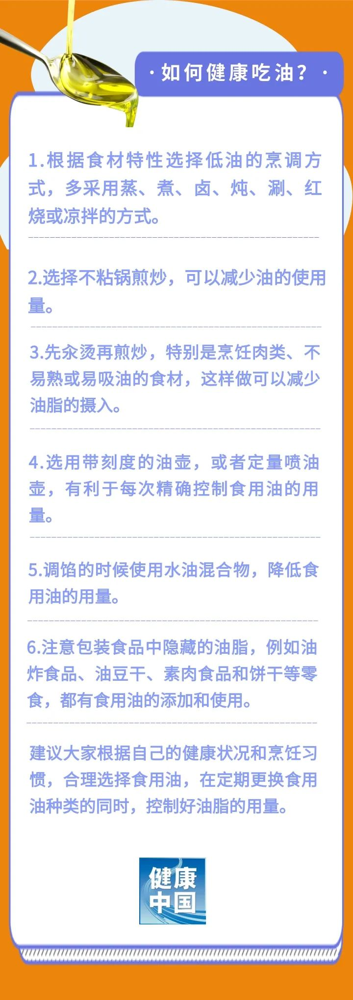 ·如何健康吃油？·
1.根据食材特性选择低油的烹调方
式，多采用蒸、煮、卤、炖、涮、红
烧或凉拌的方式。
2.选择不粘锅煎炒，可以减少油的使用
量。
3.先汆烫再煎炒，特别是烹饪肉类、不
易熟或易吸油的食材，这样做可以减少
油脂的摄入。
4.选用带刻度的油壶，或者定量喷油
壶，有利于每次精确控制食用油的用
量。
5.调馅的时候使用水油混合物，降低食
用油的用量。
6.注意包装食品中隐藏的油脂，例如油
炸食品、油豆干、素肉食品和饼干等零
食，都有食用油的添加和使用。
建议大家根据自己的健康状况和烹饪习
惯，合理选择食用油，在定期更换食用
油种类的同时，控制好油脂的用量。
健康
中国